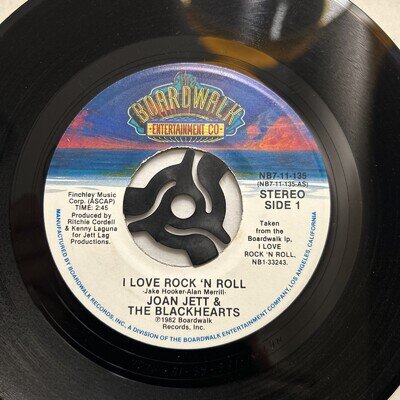 The
BOARDWALK
-ENTERTAINMENT CO-
Finchley Music
Corp. (ASCAP)
TIME: 2:45
Produced by
Ritchie Cordell
& Kenny Laguna
for Jett Lag
Productions.
NB7-11-135
(NB7-11-135-AS)
STEREO
SIDE 1
Taken
from the
Boardwalk lp,
I LOVE
ROCK 'N ROLL.
NB1-33243.
I LOVE ROCK 'N ROLL
-Jake Hooker-Alan Merrill-
JOAN JETT &
THE BLACKHEARTS
℗1982 Boardwalk
Records, Inc.
MANUFACTURED BY BOARDWALK RECORDS, INC., A DIVISION OF THE BOARDWALK ENTERTAINMENT COMPANY, LOS ANGELES, CALIFORNIA